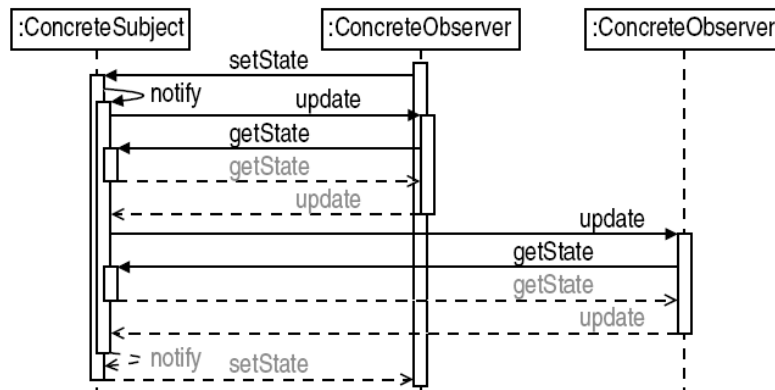 :ConcreteSubject :ConcreteObserver :ConcreteObserver
setState
notify
update
getState
getState
update
update
getState
getState
update
notify
setState